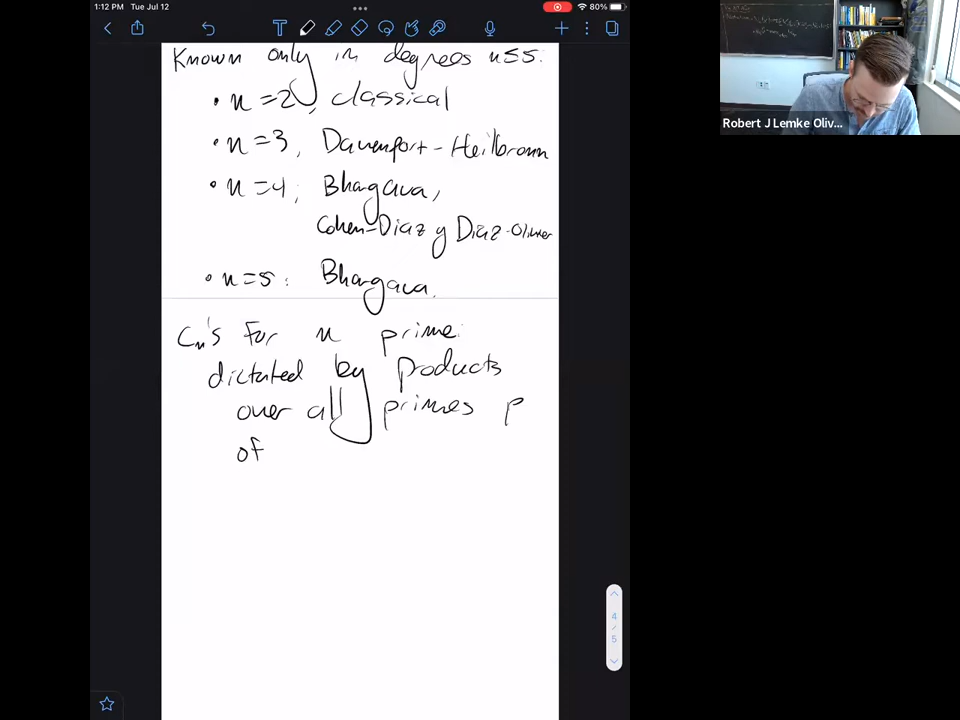 1:12 PM Tue Jul 12
80%
Known only in degrees n≤5:
• n=2, classical
• n=3, Davenport-Heilbronn
• n=4, Bhargava,
Cohen-Diaz y Diaz-Olivier
• n=5: Bhargava.
Cn's For n prime:
dictated by products
over all primes p
of
4
/
5
Robert J Lemke Oliv...